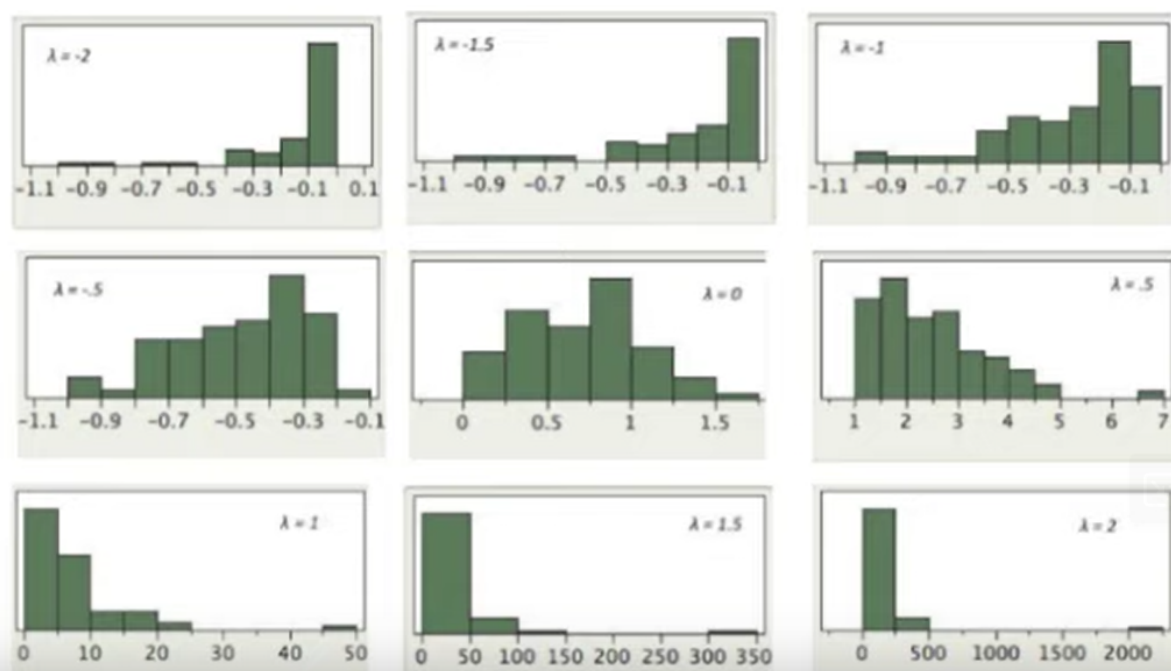 λ = -2
λ = -1.5
λ = -1
-1.1 -0.9 -0.7 -0.5 -0.3 -0.1 0.1
-1.1 -0.9 -0.7 -0.5 -0.3 -0.1
-1.1 -0.9 -0.7 -0.5 -0.3 -0.1
λ = -.5
λ = 0
λ = .5
-1.1 -0.9 -0.7 -0.5 -0.3 -0.1
0 0.5 1 1.5
1 2 3 4 5 6 7
λ = 1
λ = 1.5
λ = 2
0 10 20 30 40 50
0 50 100 150 200 250 300 350
0 500 1000 1500 2000